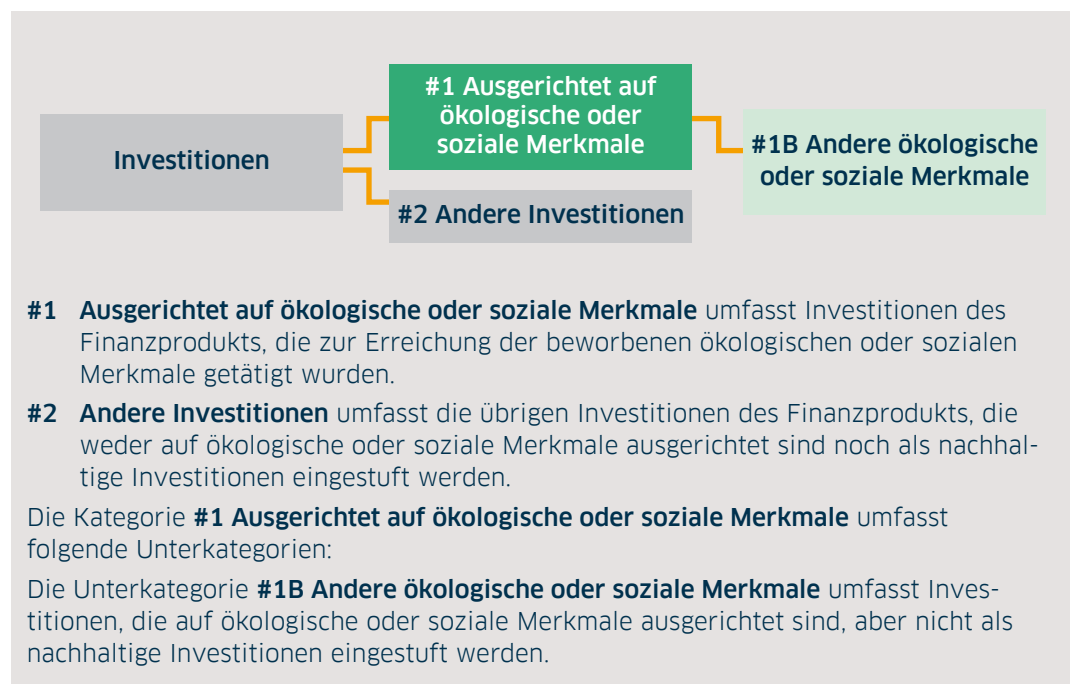 #1 Ausgerichtet auf
ökologische oder
soziale Merkmale
Investitionen
#1B Andere ökologische
oder soziale Merkmale
#2 Andere Investitionen
#1 Ausgerichtet auf ökologische oder soziale Merkmale umfasst Investitionen des
Finanzprodukts, die zur Erreichung der beworbenen ökologischen oder sozialen
Merkmale getätigt wurden.
#2 Andere Investitionen umfasst die übrigen Investitionen des Finanzprodukts, die
weder auf ökologische oder soziale Merkmale ausgerichtet sind noch als nachhal-
tige Investitionen eingestuft werden.
Die Kategorie #1 Ausgerichtet auf ökologische oder soziale Merkmale umfasst
folgende Unterkategorien:
Die Unterkategorie #1B Andere ökologische oder soziale Merkmale umfasst Inves-
titionen, die auf ökologische oder soziale Merkmale ausgerichtet sind, aber nicht als
nachhaltige Investitionen eingestuft werden.